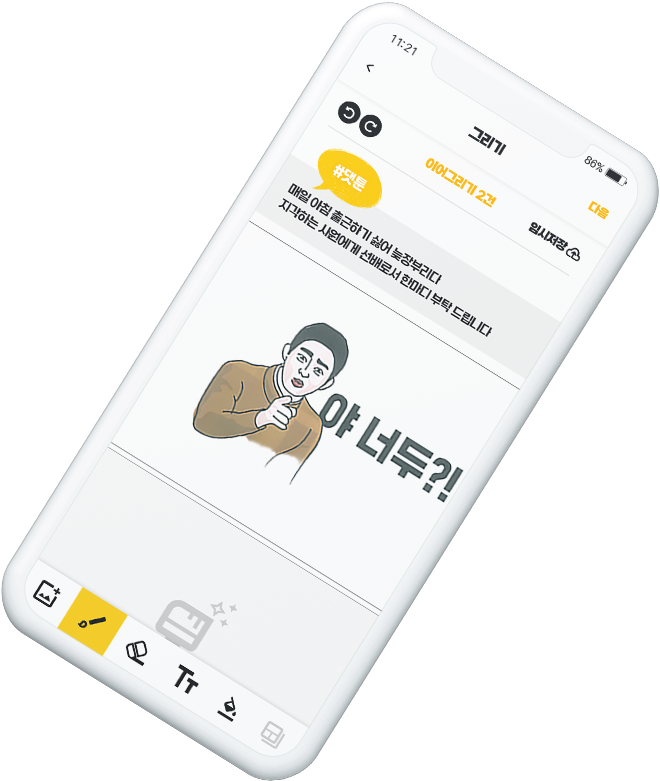 11:21
86%
그리기
다음
이어그리기 2건
임시저장
#댓툰
매일 아침 출근하기 싫어 늦장부리다
지각하는 사원에게 선배로서 한마디 부탁 드립니다
야 너두?!
TT